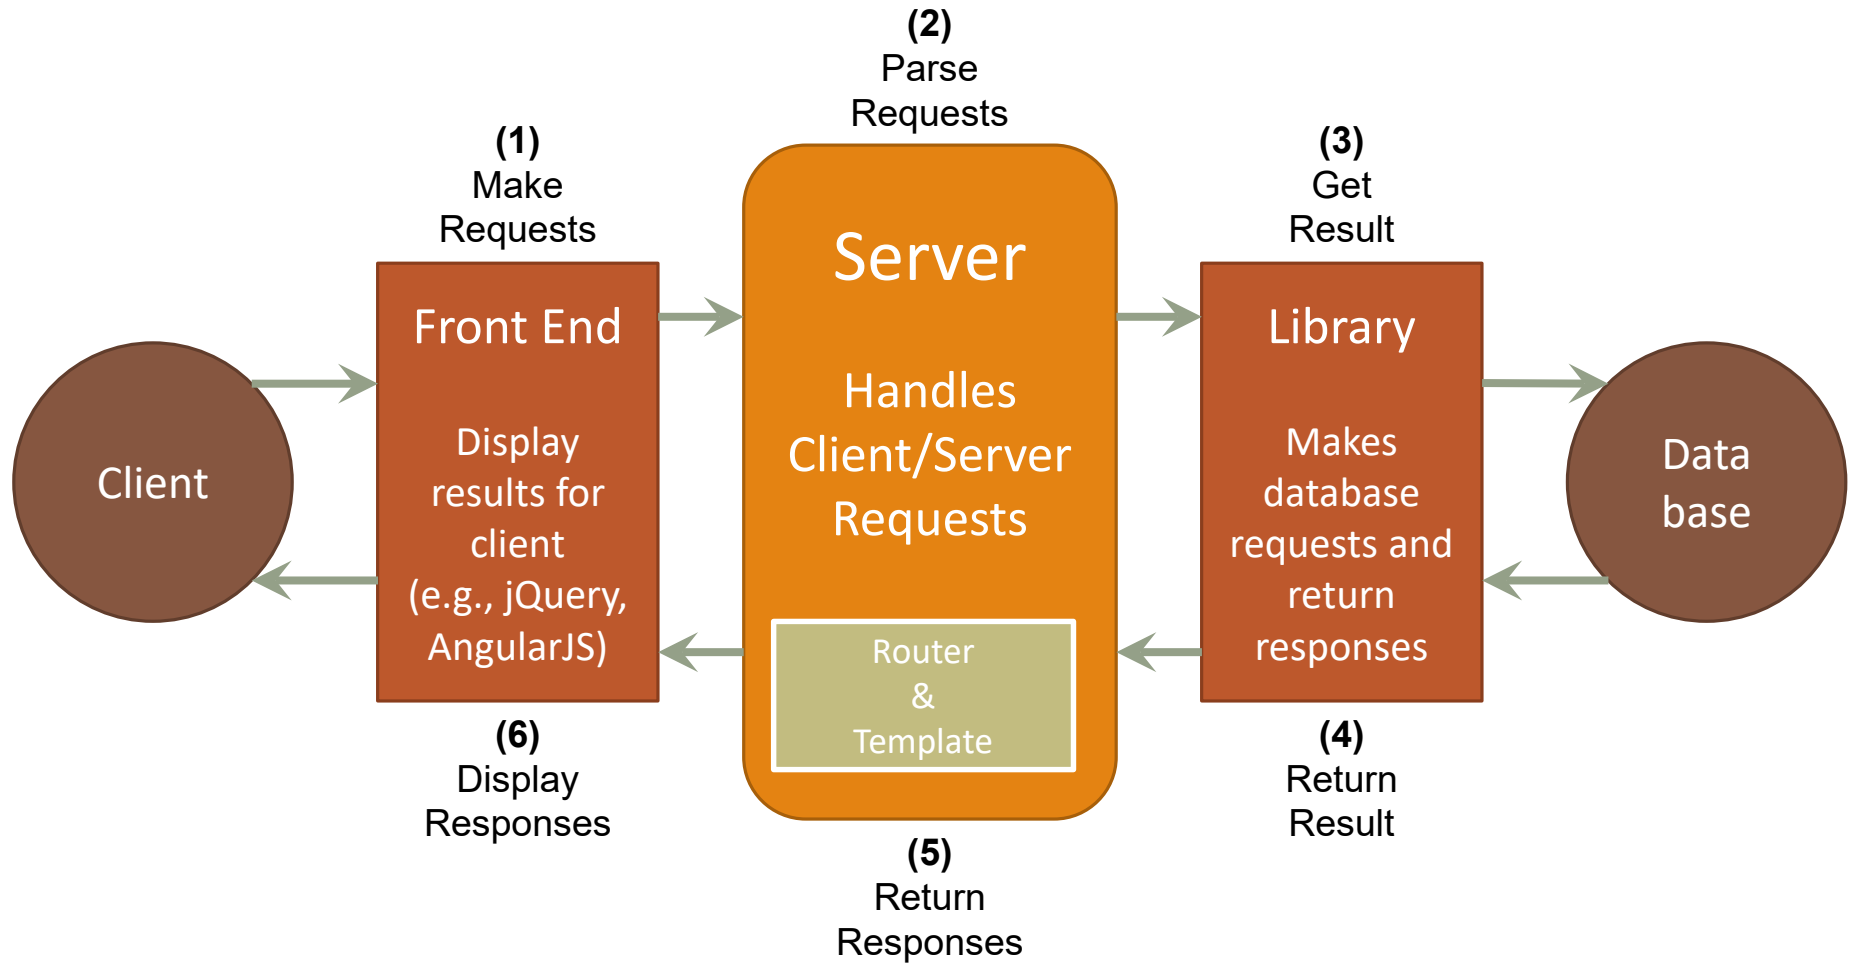 (2)
Parse
Requests
(1)
Make
Requests
(3)
Get
Result
Server
Handles
Client/Server
Requests
Router
&
Template
Front End
Display
results for
client
(e.g., jQuery,
AngularJS)
Library
Makes
database
requests and
return
responses
Client
Data
base
(6)
Display
Responses
(4)
Return
Result
(5)
Return
Responses